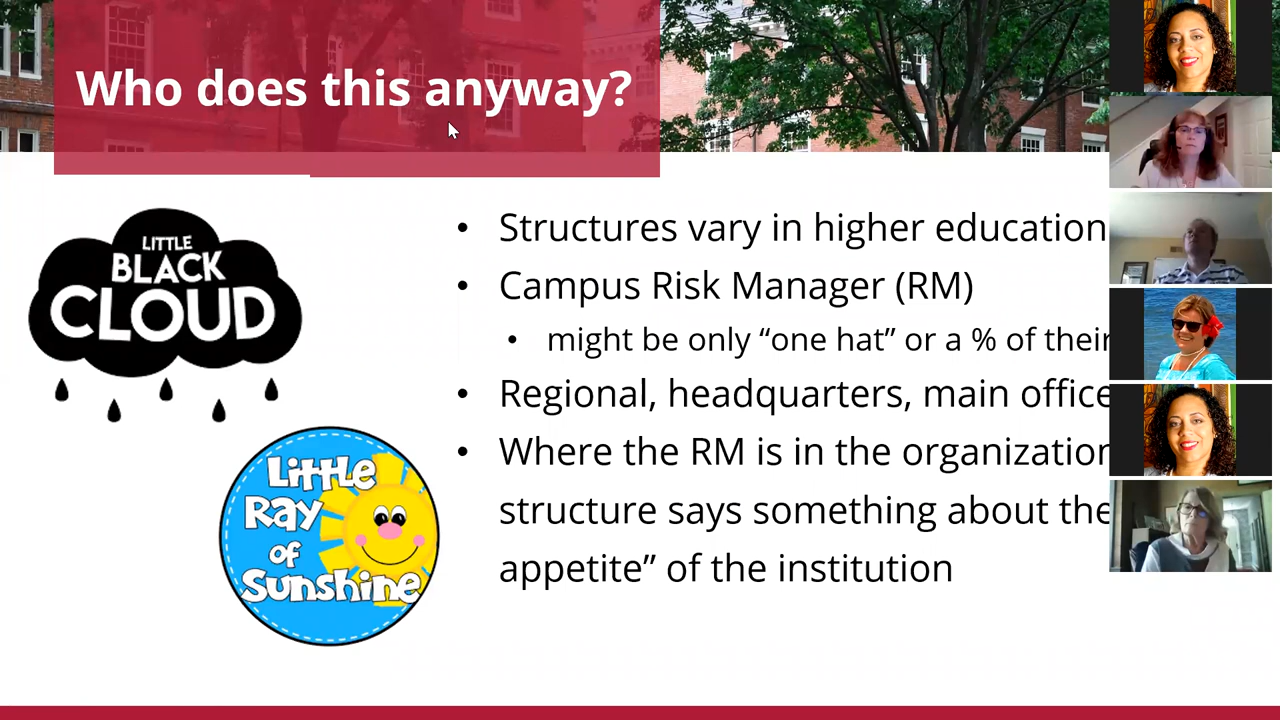 Who does this anyway?
LITTLE
BLACK
CLOUD
Little
Ray
of
Sunshine
• Structures vary in higher education
• Campus Risk Manager (RM)
• might be only “one hat” or a % of their
• Regional, headquarters, main office
• Where the RM is in the organization
structure says something about the
appetite” of the institution